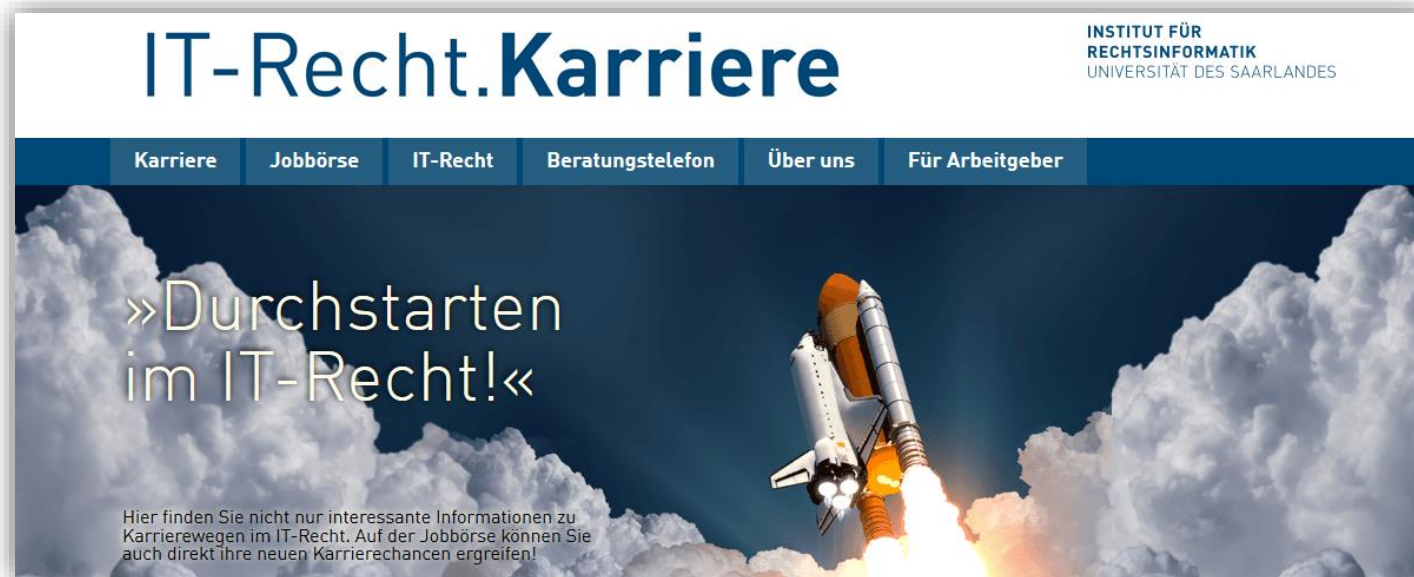 IT-Recht.Karriere
INSTITUT FÜR
RECHTSINFORMATIK
UNIVERSITÄT DES SAARLANDES
Karriere
Jobbörse
IT-Recht
Beratungstelefon
Über uns
Für Arbeitgeber
»Durchstarten
im IT-Recht!«
Hier finden Sie nicht nur interessante Informationen zu
Karrierewegen im IT-Recht. Auf der Jobbörse können Sie
auch direkt ihre neuen Karrierechancen ergreifen!